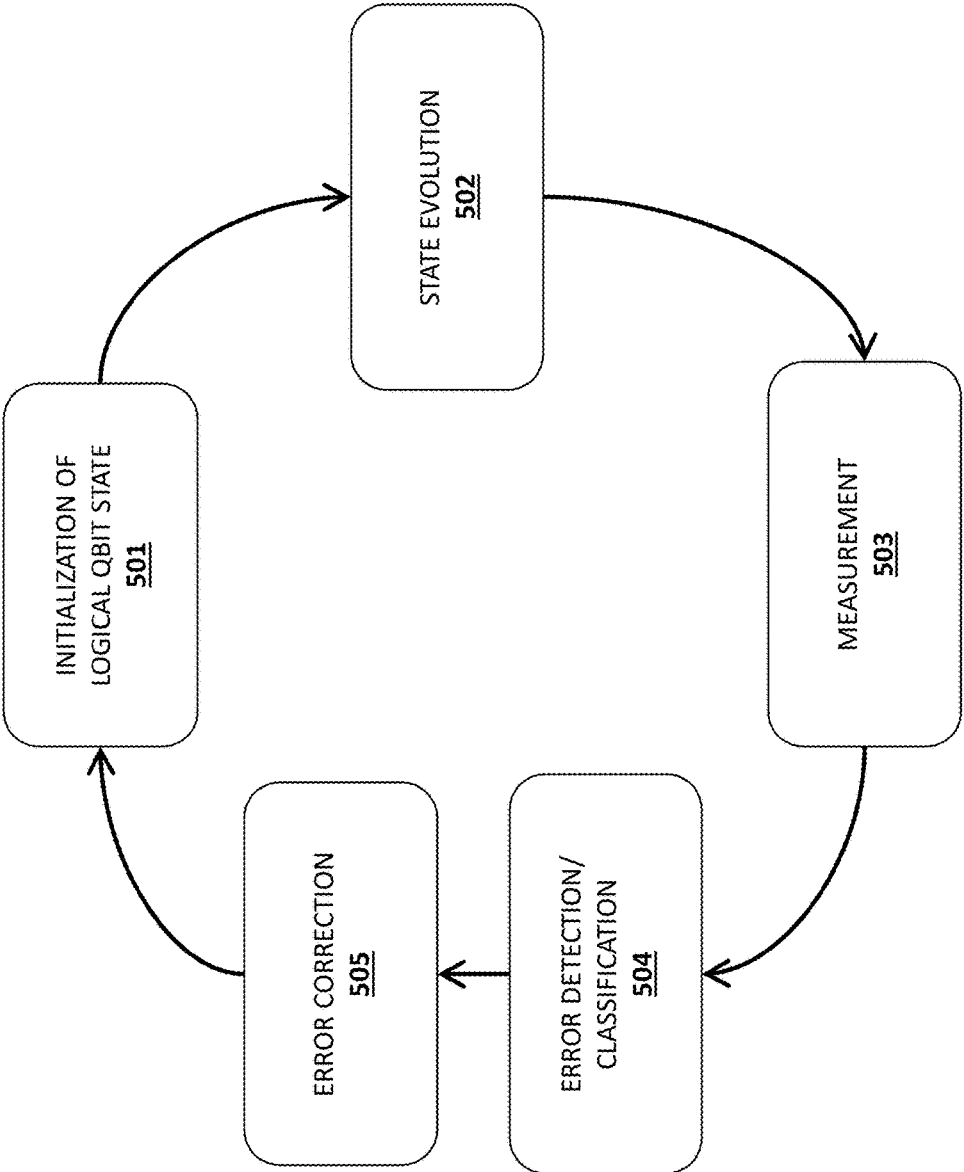 INITIALIZATION OF
LOGICAL QBIT STATE
501
STATE EVOLUTION
502
MEASUREMENT
503
ERROR DETECTION/
CLASSIFICATION
504
ERROR CORRECTION
505